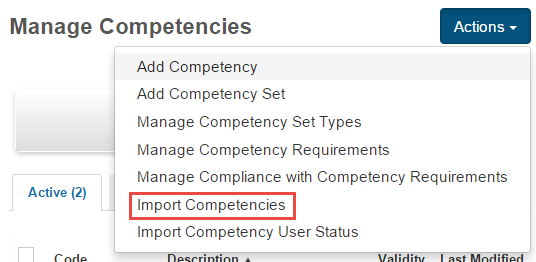 Manage Competencies
Actions
Add Competency
Add Competency Set
Manage Competency Set Types
Manage Competency Requirements
Manage Compliance with Competency Requirements
Active (2)
Import Competencies
Import Competency User Status
Code Description Validity Last Modified